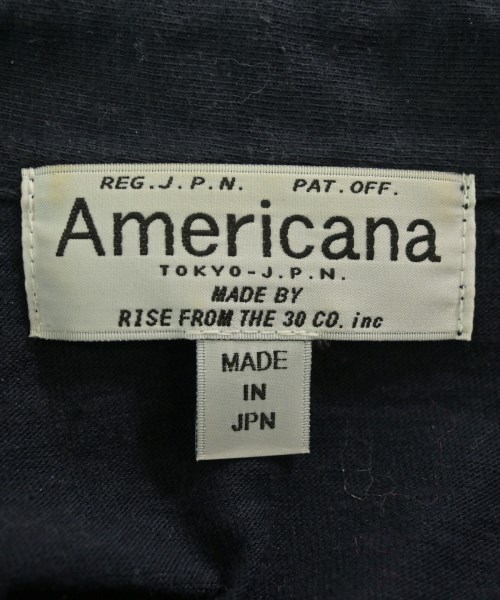 REG.J.P.N. PAT.OFF.
Americana
TOKYO-J.P.N.
MADE BY
RISE FROM THE 30 CO. inc
MADE
IN
JPN